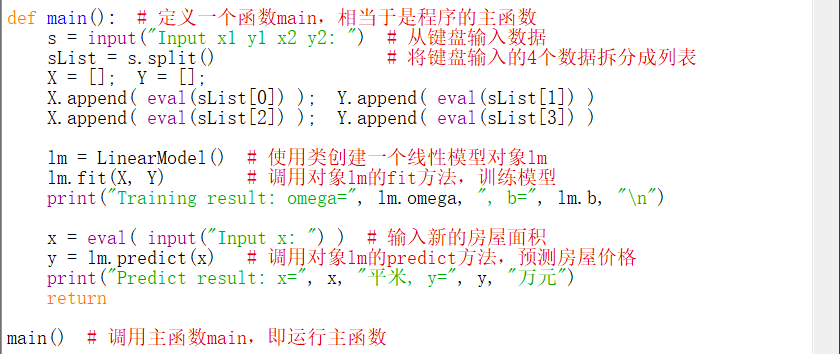 def main():  # 定义一个函数main，相当于是程序的主函数
    s = input("Input x1 y1 x2 y2: ")  # 从键盘输入数据
    sList = s.split()                 # 将键盘输入的4个数据拆分成列表
    X = [];  Y = [];
    X.append( eval(sList[0]) );  Y.append( eval(sList[1]) )
    X.append( eval(sList[2]) );  Y.append( eval(sList[3]) )

    lm = LinearModel()  # 使用类创建一个线性模型对象lm
    lm.fit(X, Y)        # 调用对象lm的fit方法，训练模型
    print("Training result: omega=", lm.omega, ", b=", lm.b, "\n")

    x = eval( input("Input x: ") )  # 输入新的房屋面积
    y = lm.predict(x)   # 调用对象lm的predict方法，预测房屋价格
    print("Predict result: x=", x, "平米, y=", y, "万元")
    return

main()  # 调用主函数main，即运行主函数